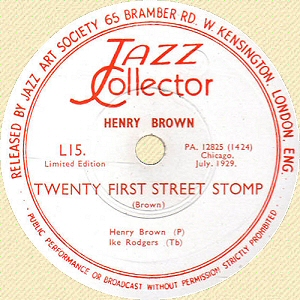 RELEASED BY JAZZ ART SOCIETY 65 BRAMBER RD. W. KENSINGTON, LONDON, ENG.
JAZZ
Collector
HENRY BROWN
L15.
Limited Edition
PA. 12825 (1424)
Chicago.
July. 1929.
TWENTY FIRST STREET STOMP
(Brown)
Henry Brown (P)
Ike Rodgers (Tb)
· PUBLIC PERFORMANCE OR BROADCAST WITHOUT PERMISSION STRICTLY PROHIBITED ·